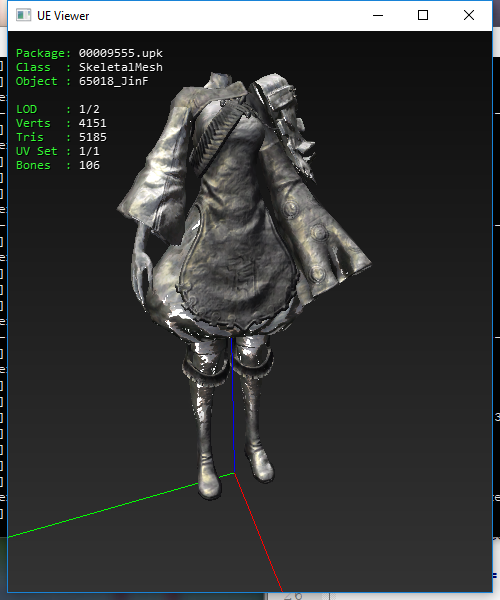 UE Viewer
Package: 00009555.upk
Class  : SkeletalMesh
Object : 65018_JinF
LOD    : 1/2
Verts  : 4151
Tris   : 5185
UV Set : 1/1
Bones  : 106